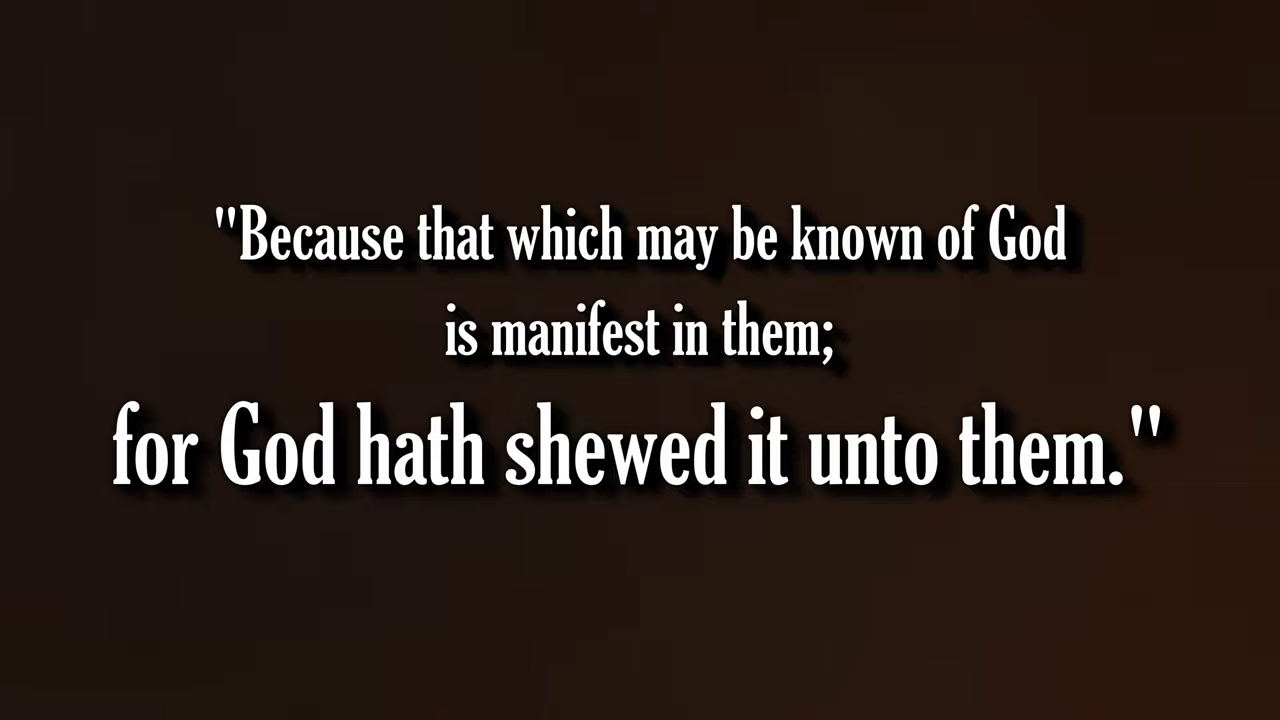 "Because that which may be known of God
is manifest in them;
for God hath shewed it unto them."